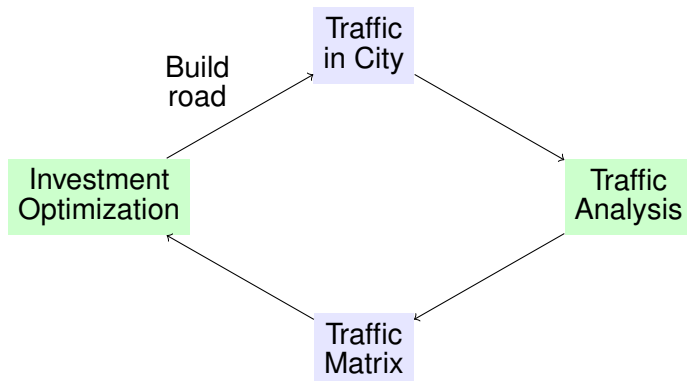 Traffic
in City
Build
road
Investment
Optimization
Traffic
Analysis
Traffic
Matrix